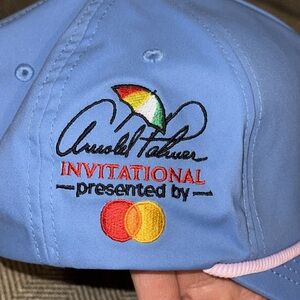 Arnold Palmer
INVITATIONAL
presented by